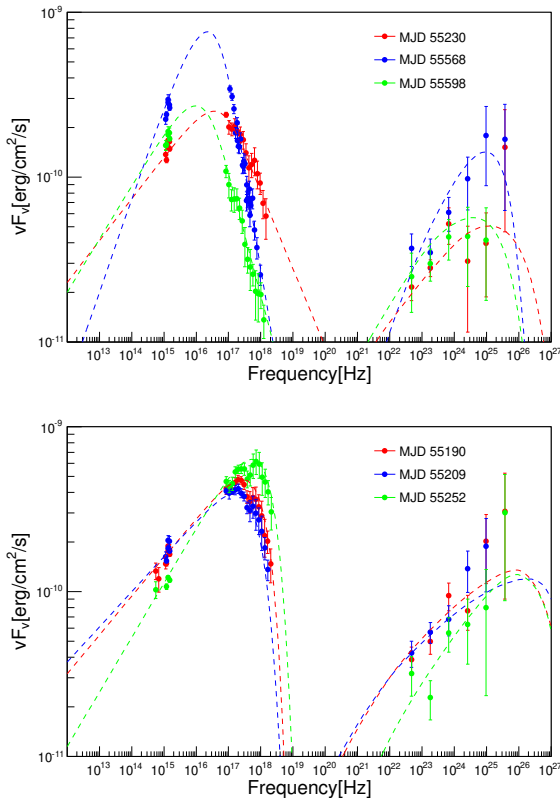 10⁻⁹
MJD 55230
MJD 55568
MJD 55598
νFᵥ[erg/cm²/s]
10⁻¹⁰
10⁻¹¹
10¹³ 10¹⁴ 10¹⁵ 10¹⁶ 10¹⁷ 10¹⁸ 10¹⁹ 10²⁰ 10²¹ 10²² 10²³ 10²⁴ 10²⁵ 10²⁶ 10²⁷
Frequency[Hz]
10⁻⁹
MJD 55190
MJD 55209
MJD 55252
νFᵥ[erg/cm²/s]
10⁻¹⁰
10⁻¹¹
10¹³ 10¹⁴ 10¹⁵ 10¹⁶ 10¹⁷ 10¹⁸ 10¹⁹ 10²⁰ 10²¹ 10²² 10²³ 10²⁴ 10²⁵ 10²⁶ 10²⁷
Frequency[Hz]